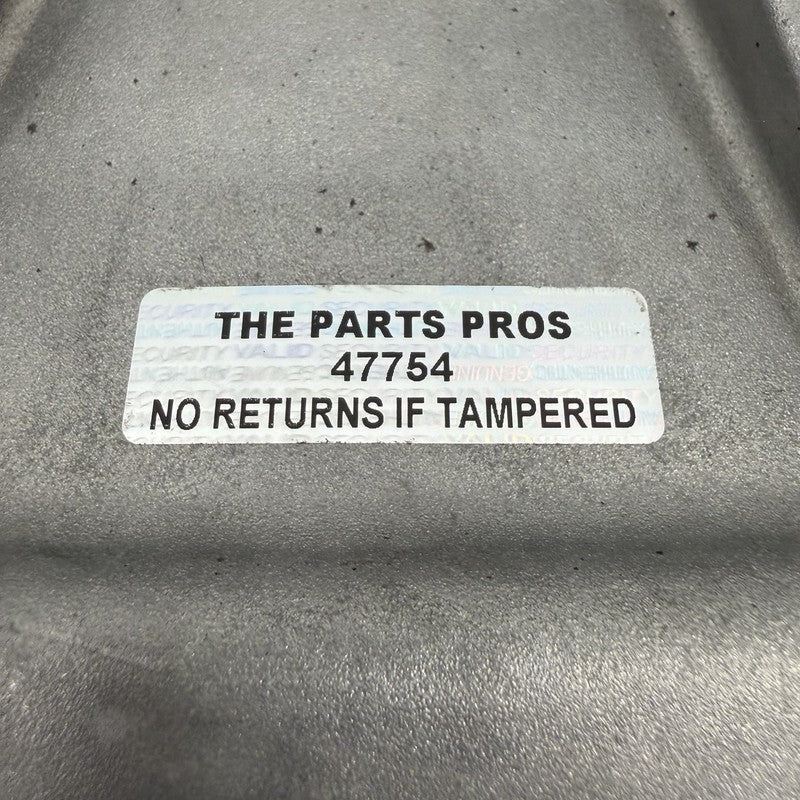 THE PARTS PROS
47754
NO RETURNS IF TAMPERED